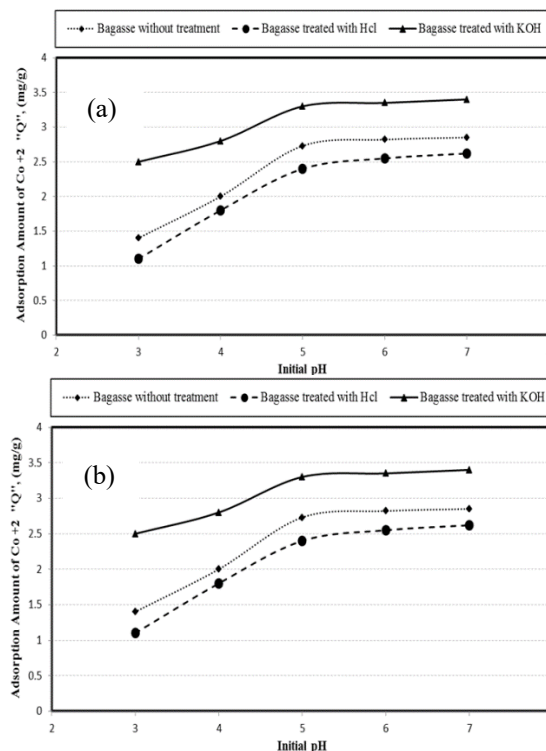 Bagasse without treatment Bagasse treated with Hcl Bagasse treated with KOH
4
3.5
3
2.5
2
1.5
1
0.5
0
Adsorption Amount of Co +2 "Q", (mg/g)
(a)
2 3 4 5 6 7
Initial pH
Bagasse without treatment Bagasse treated with Hcl Bagasse treated with KOH
4
3.5
3
2.5
2
1.5
1
0.5
0
Adsorption Amount of Co +2 "Q", (mg/g)
(b)
2 3 4 5 6 7
Initial pH